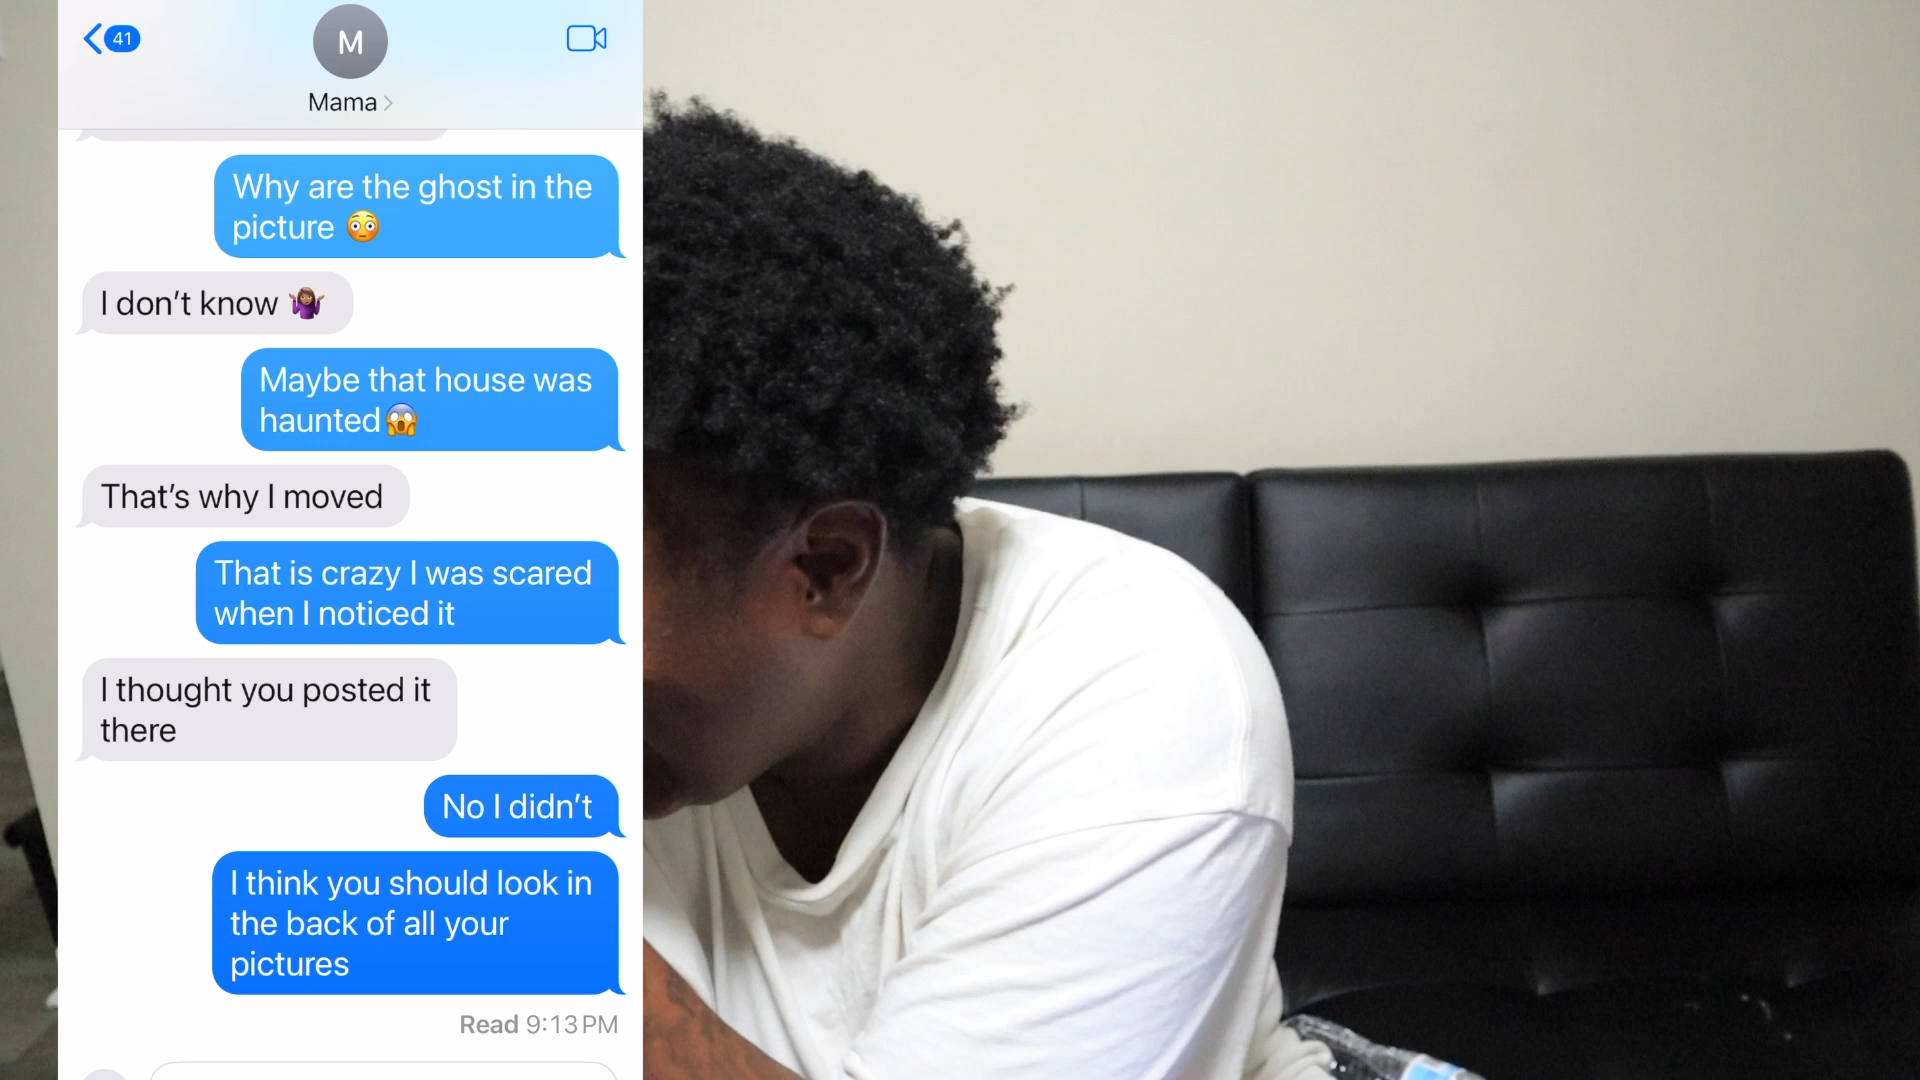 41
M
Mama
Why are the ghost in the
picture 😳
I don't know 🤷🏾‍♀️
Maybe that house was
haunted😱
That's why I moved
That is crazy I was scared
when I noticed it
I thought you posted it
there
No I didn't
I think you should look in
the back of all your
pictures
Read 9:13 PM